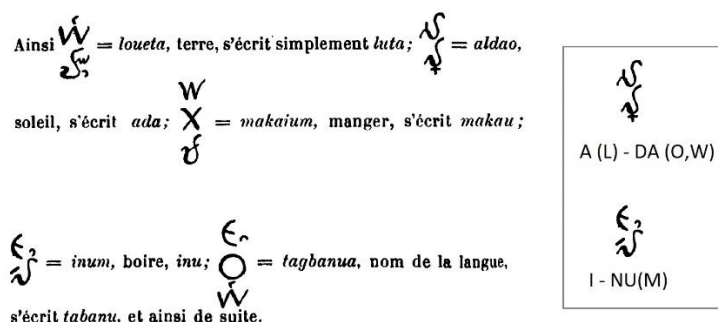 Ainsi = loueta, terre, s'écrit simplement luta; = aldao,
soleil, s'écrit ada; = makaium, manger, s'écrit makau;
= inum, boire, inu; = tagbanua, nom de la langue,
s'écrit tabanu, et ainsi de suite.
A (L) - DA (O,W)
I - NU(M)